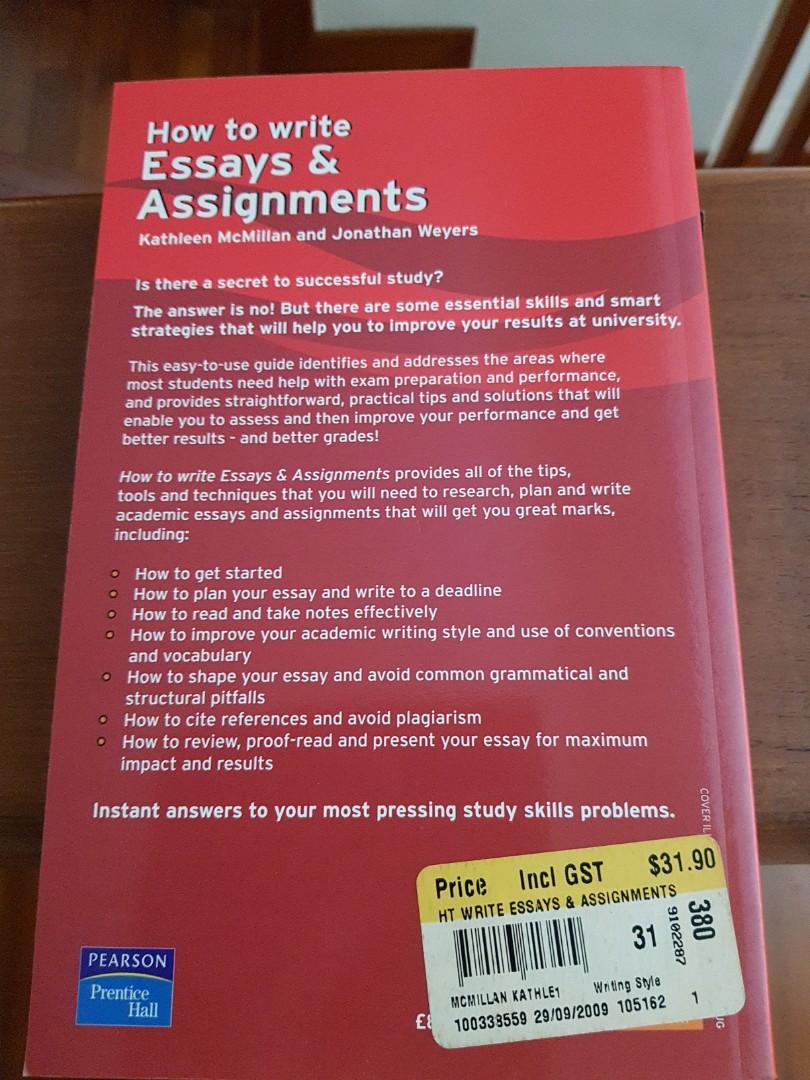 How to write
Essays &
Assignments
Kathleen McMillan and Jonathan Weyers
Is there a secret to successful study?
The answer is no! But there are some essential skills and smart
strategies that will help you to improve your results at university.
This easy-to-use guide identifies and addresses the areas where
most students need help with exam preparation and performance,
and provides straightforward, practical tips and solutions that will
enable you to assess and then improve your performance and get
better results - and better grades!
How to write Essays & Assignments provides all of the tips,
tools and techniques that you will need to research, plan and write
academic essays and assignments that will get you great marks,
including:
How to get started
How to plan your essay and write to a deadline
How to read and take notes effectively
How to improve your academic writing style and use of conventions
and vocabulary
How to shape your essay and avoid common grammatical and
structural pitfalls
How to cite references and avoid plagiarism
How to review, proof-read and present your essay for maximum
impact and results
Instant answers to your most pressing study skills problems.
COVER
Price Incl GST $31.90
HT WRITE ESSAYS & ASSIGNMENTS
31
9102287
380
MCMILLAN KATHLE1 Writing Style
100338559 29/09/2009 105162 1
PEARSON
Prentice
Hall